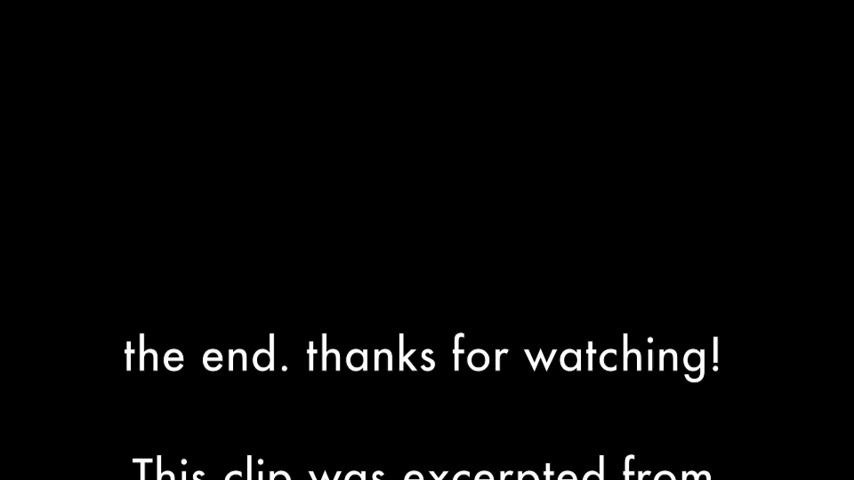 the end. thanks for watching!
This clip was excerpted from